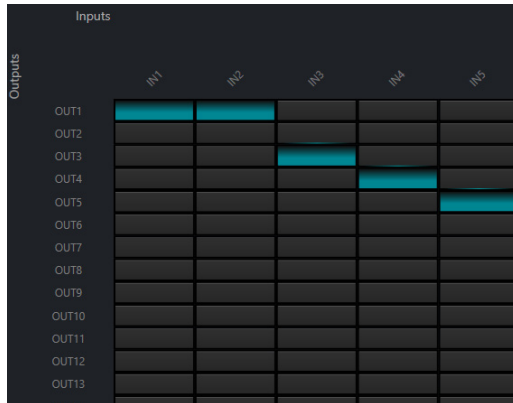 Inputs
Outputs
IN1 IN2 IN3 IN4 IN5
OUT1
OUT2
OUT3
OUT4
OUT5
OUT6
OUT7
OUT8
OUT9
OUT10
OUT11
OUT12
OUT13